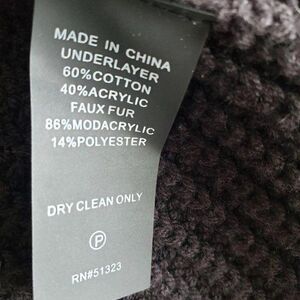 MADE IN CHINA
UNDERLAYER
60%COTTON
40%ACRYLIC
FAUX FUR
86%MODACRYLIC
14%POLYESTER
DRY CLEAN ONLY
P
RN#51323